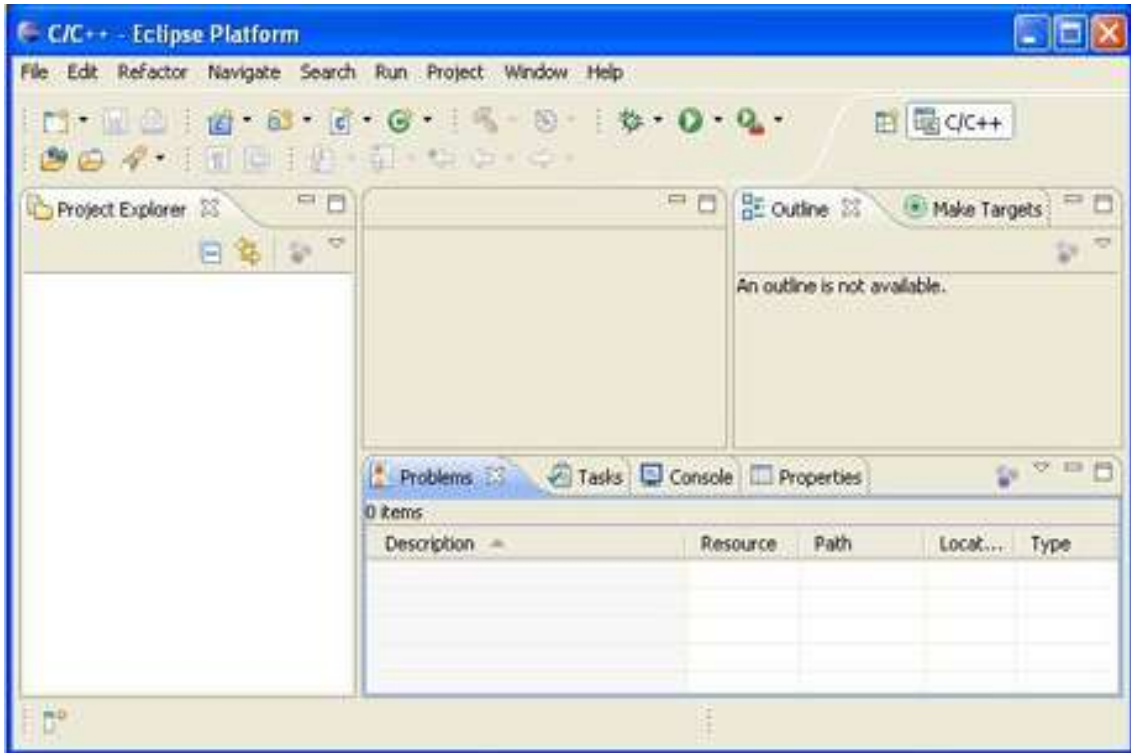 C/C++ - Eclipse Platform
File Edit Refactor Navigate Search Run Project Window Help
C/C++
Project Explorer
Outline
Make Targets
An outline is not available.
Problems
Tasks
Console
Properties
0 items
Description Resource Path Locat... Type